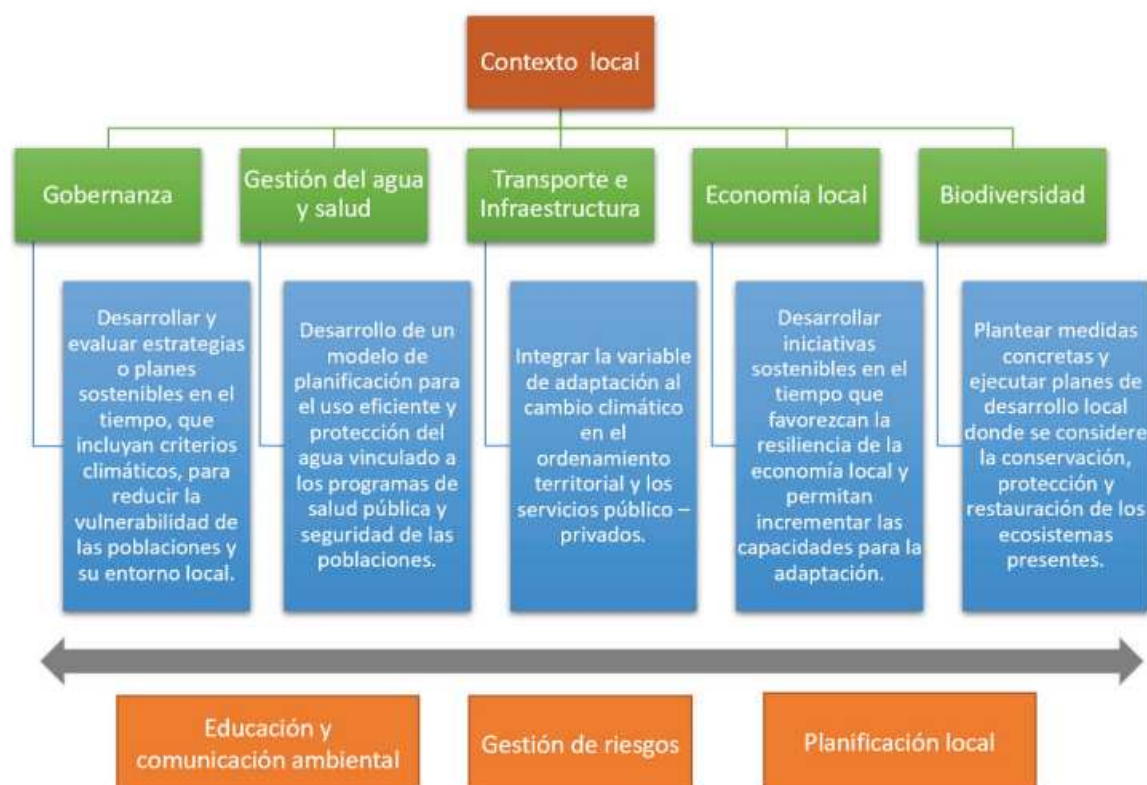 Contexto local
Gobernanza
Gestión del agua
y salud
Transporte e
Infraestructura
Economía local
Biodiversidad
Desarrollar y
evaluar estrategias
o planes
sostenibles en el
tiempo, que
incluyan criterios
climáticos, para
reducir la
vulnerabilidad de
las poblaciones y
su entorno local.
Desarrollo de un
modelo de
planificación para
el uso eficiente y
protección del
agua vinculado a
los programas de
salud pública y
seguridad de las
poblaciones.
Integrar la variable
de adaptación al
cambio climático
en el
ordenamiento
territorial y los
servicios público –
privados.
Desarrollar
iniciativas
sostenibles en el
tiempo que
favorezcan la
resiliencia de la
economía local y
permitan
incrementar las
capacidades para la
adaptación.
Plantear medidas
concretas y
ejecutar planes de
desarrollo local
donde se considere
la conservación,
protección y
restauración de los
ecosistemas
presentes.
Educación y
comunicación ambiental
Gestión de riesgos
Planificación local